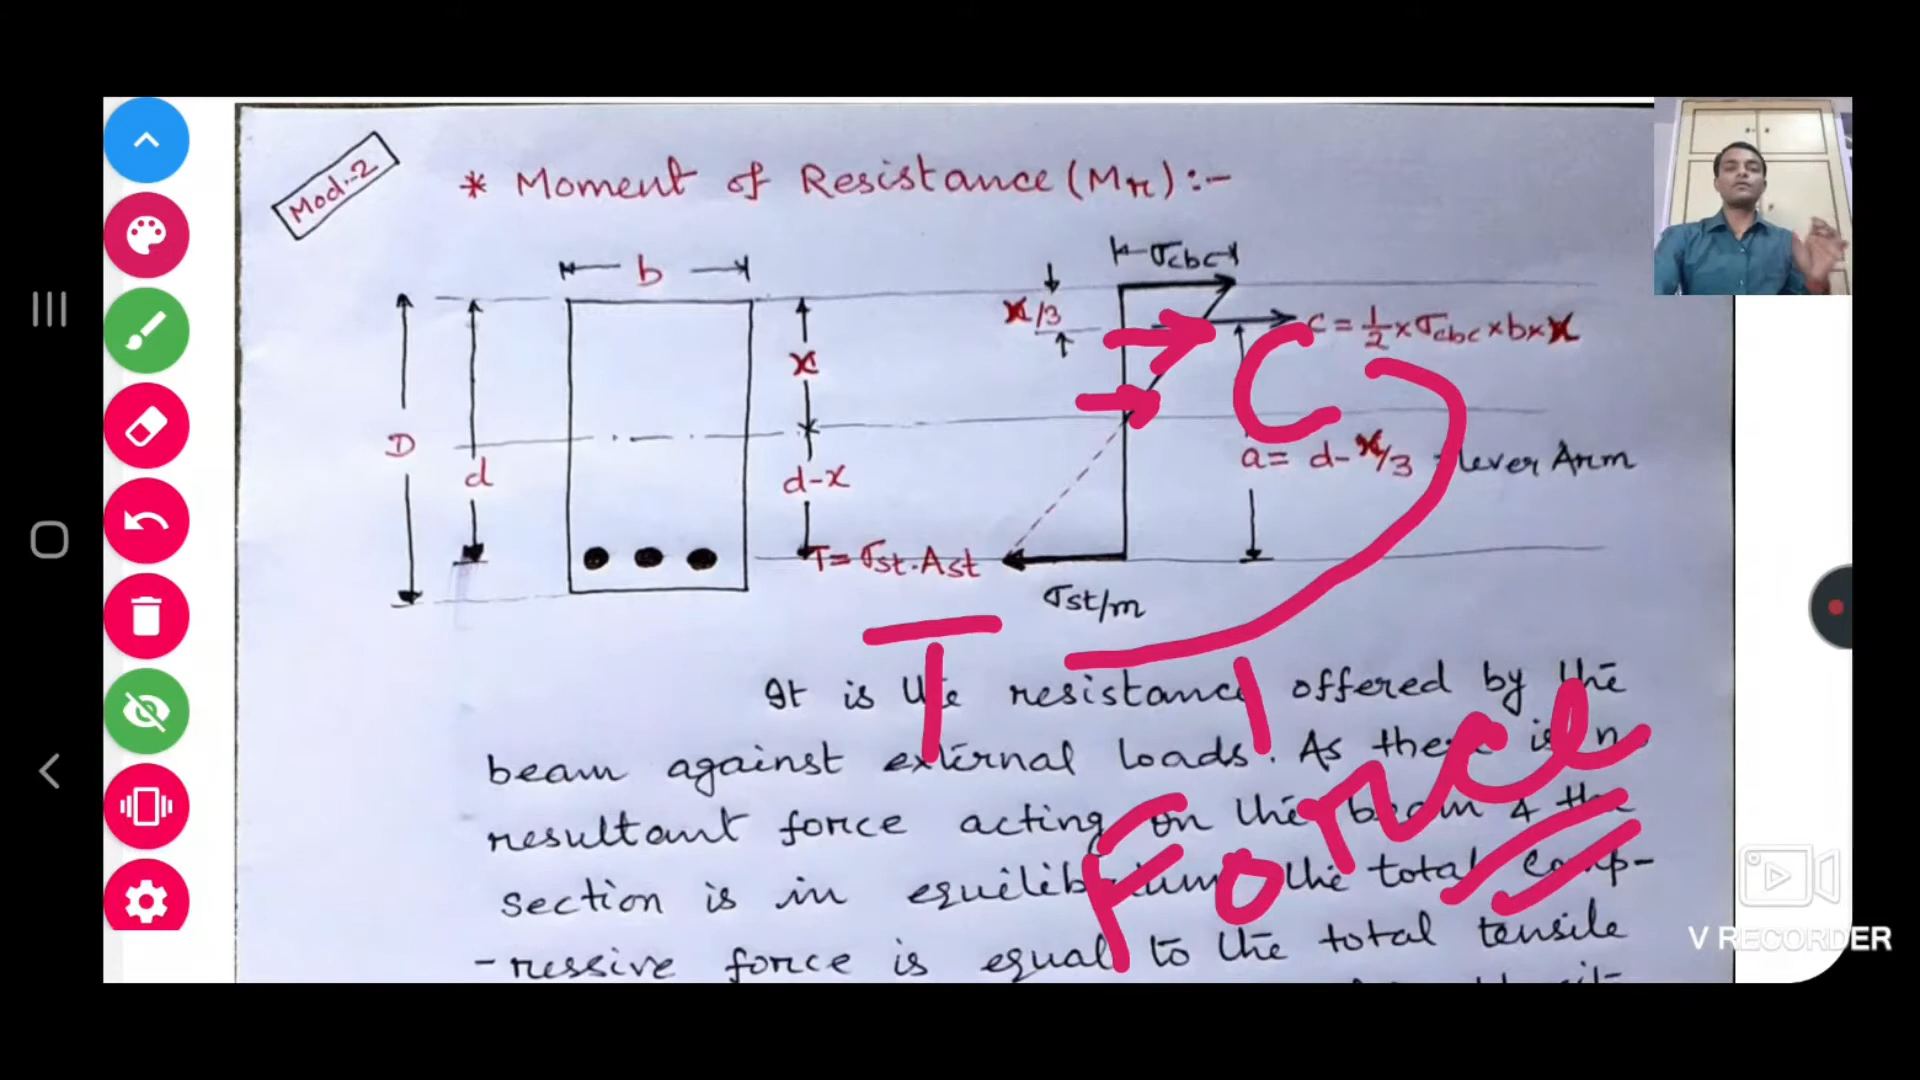 Mod:-2
* Moment of Resistance (Mr) :-
b
σcbc
x/3
C = 1/2 × σcbc × b × x
x
C
D
d
d-x
a = d - x/3 lever Arm
T = σst . Ast
σst/m
T
It is the resistance offered by the
beam against external loads. As there is n
resultant force acting on the beam & the
Force
section is in equilibrium the total comp-
-ressive force is equal to the total tensile
V RECORDER